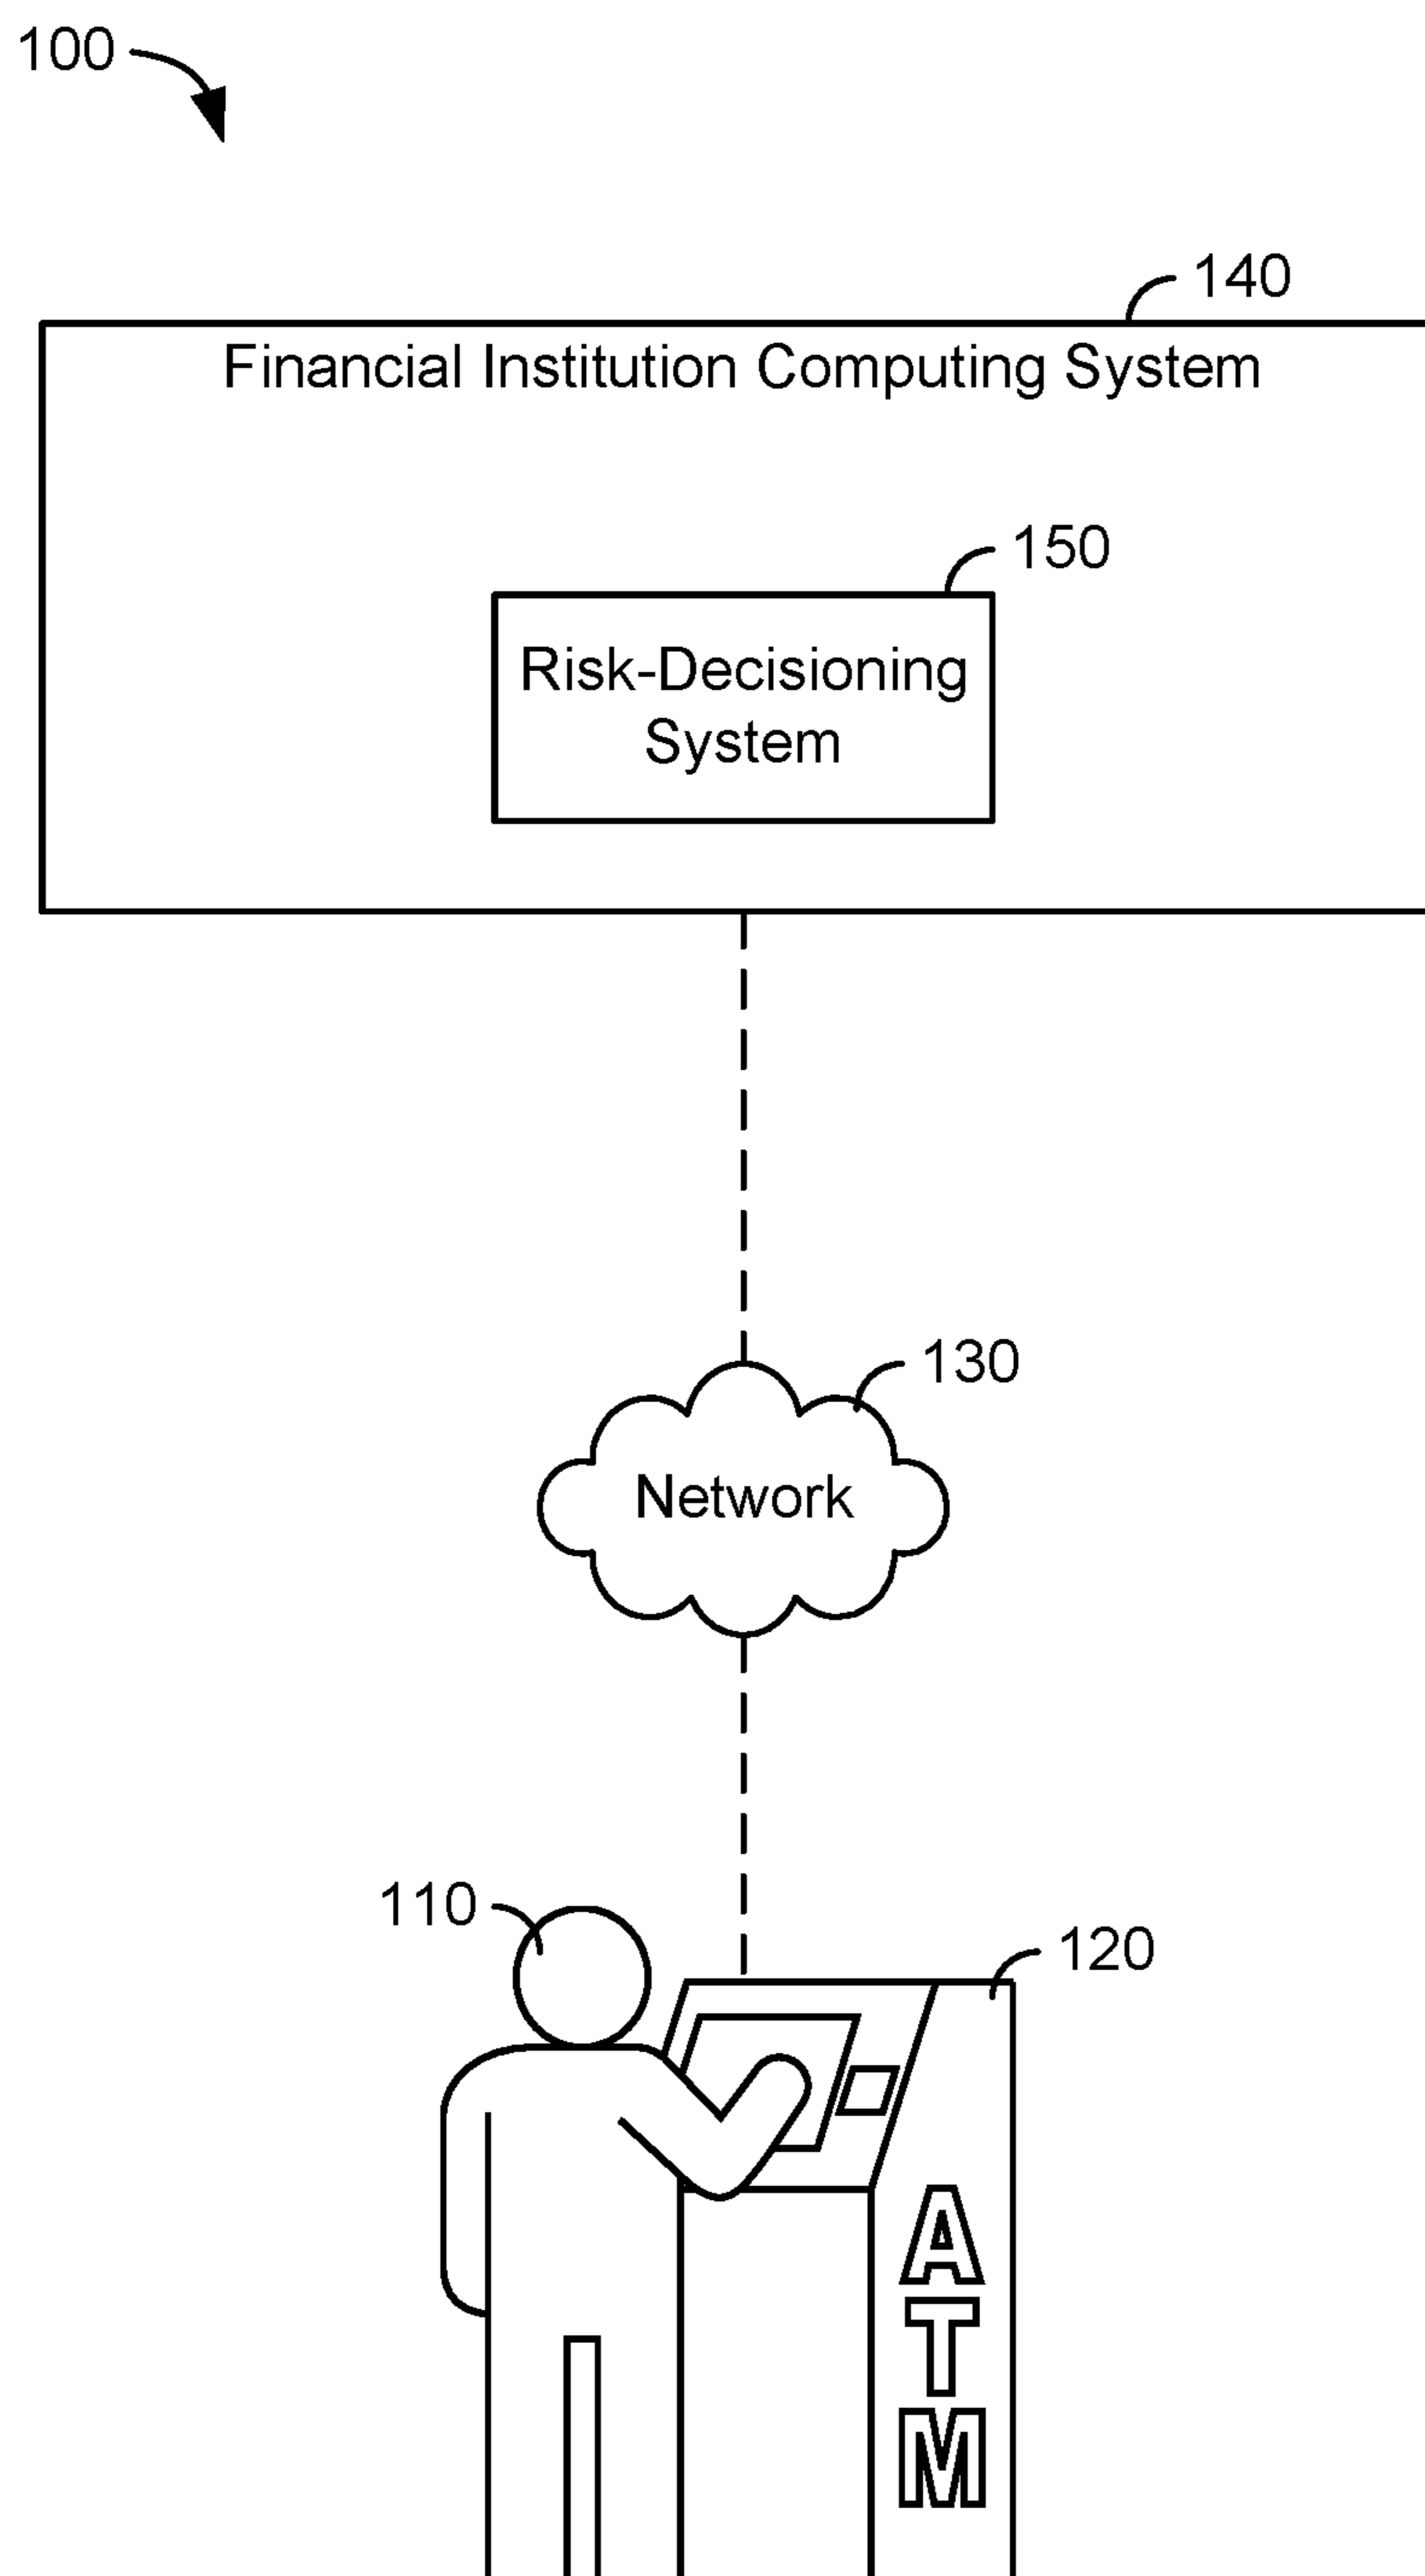 100
140
Financial Institution Computing System
150
Risk-Decisioning
System
130
Network
110
120
A
T
M